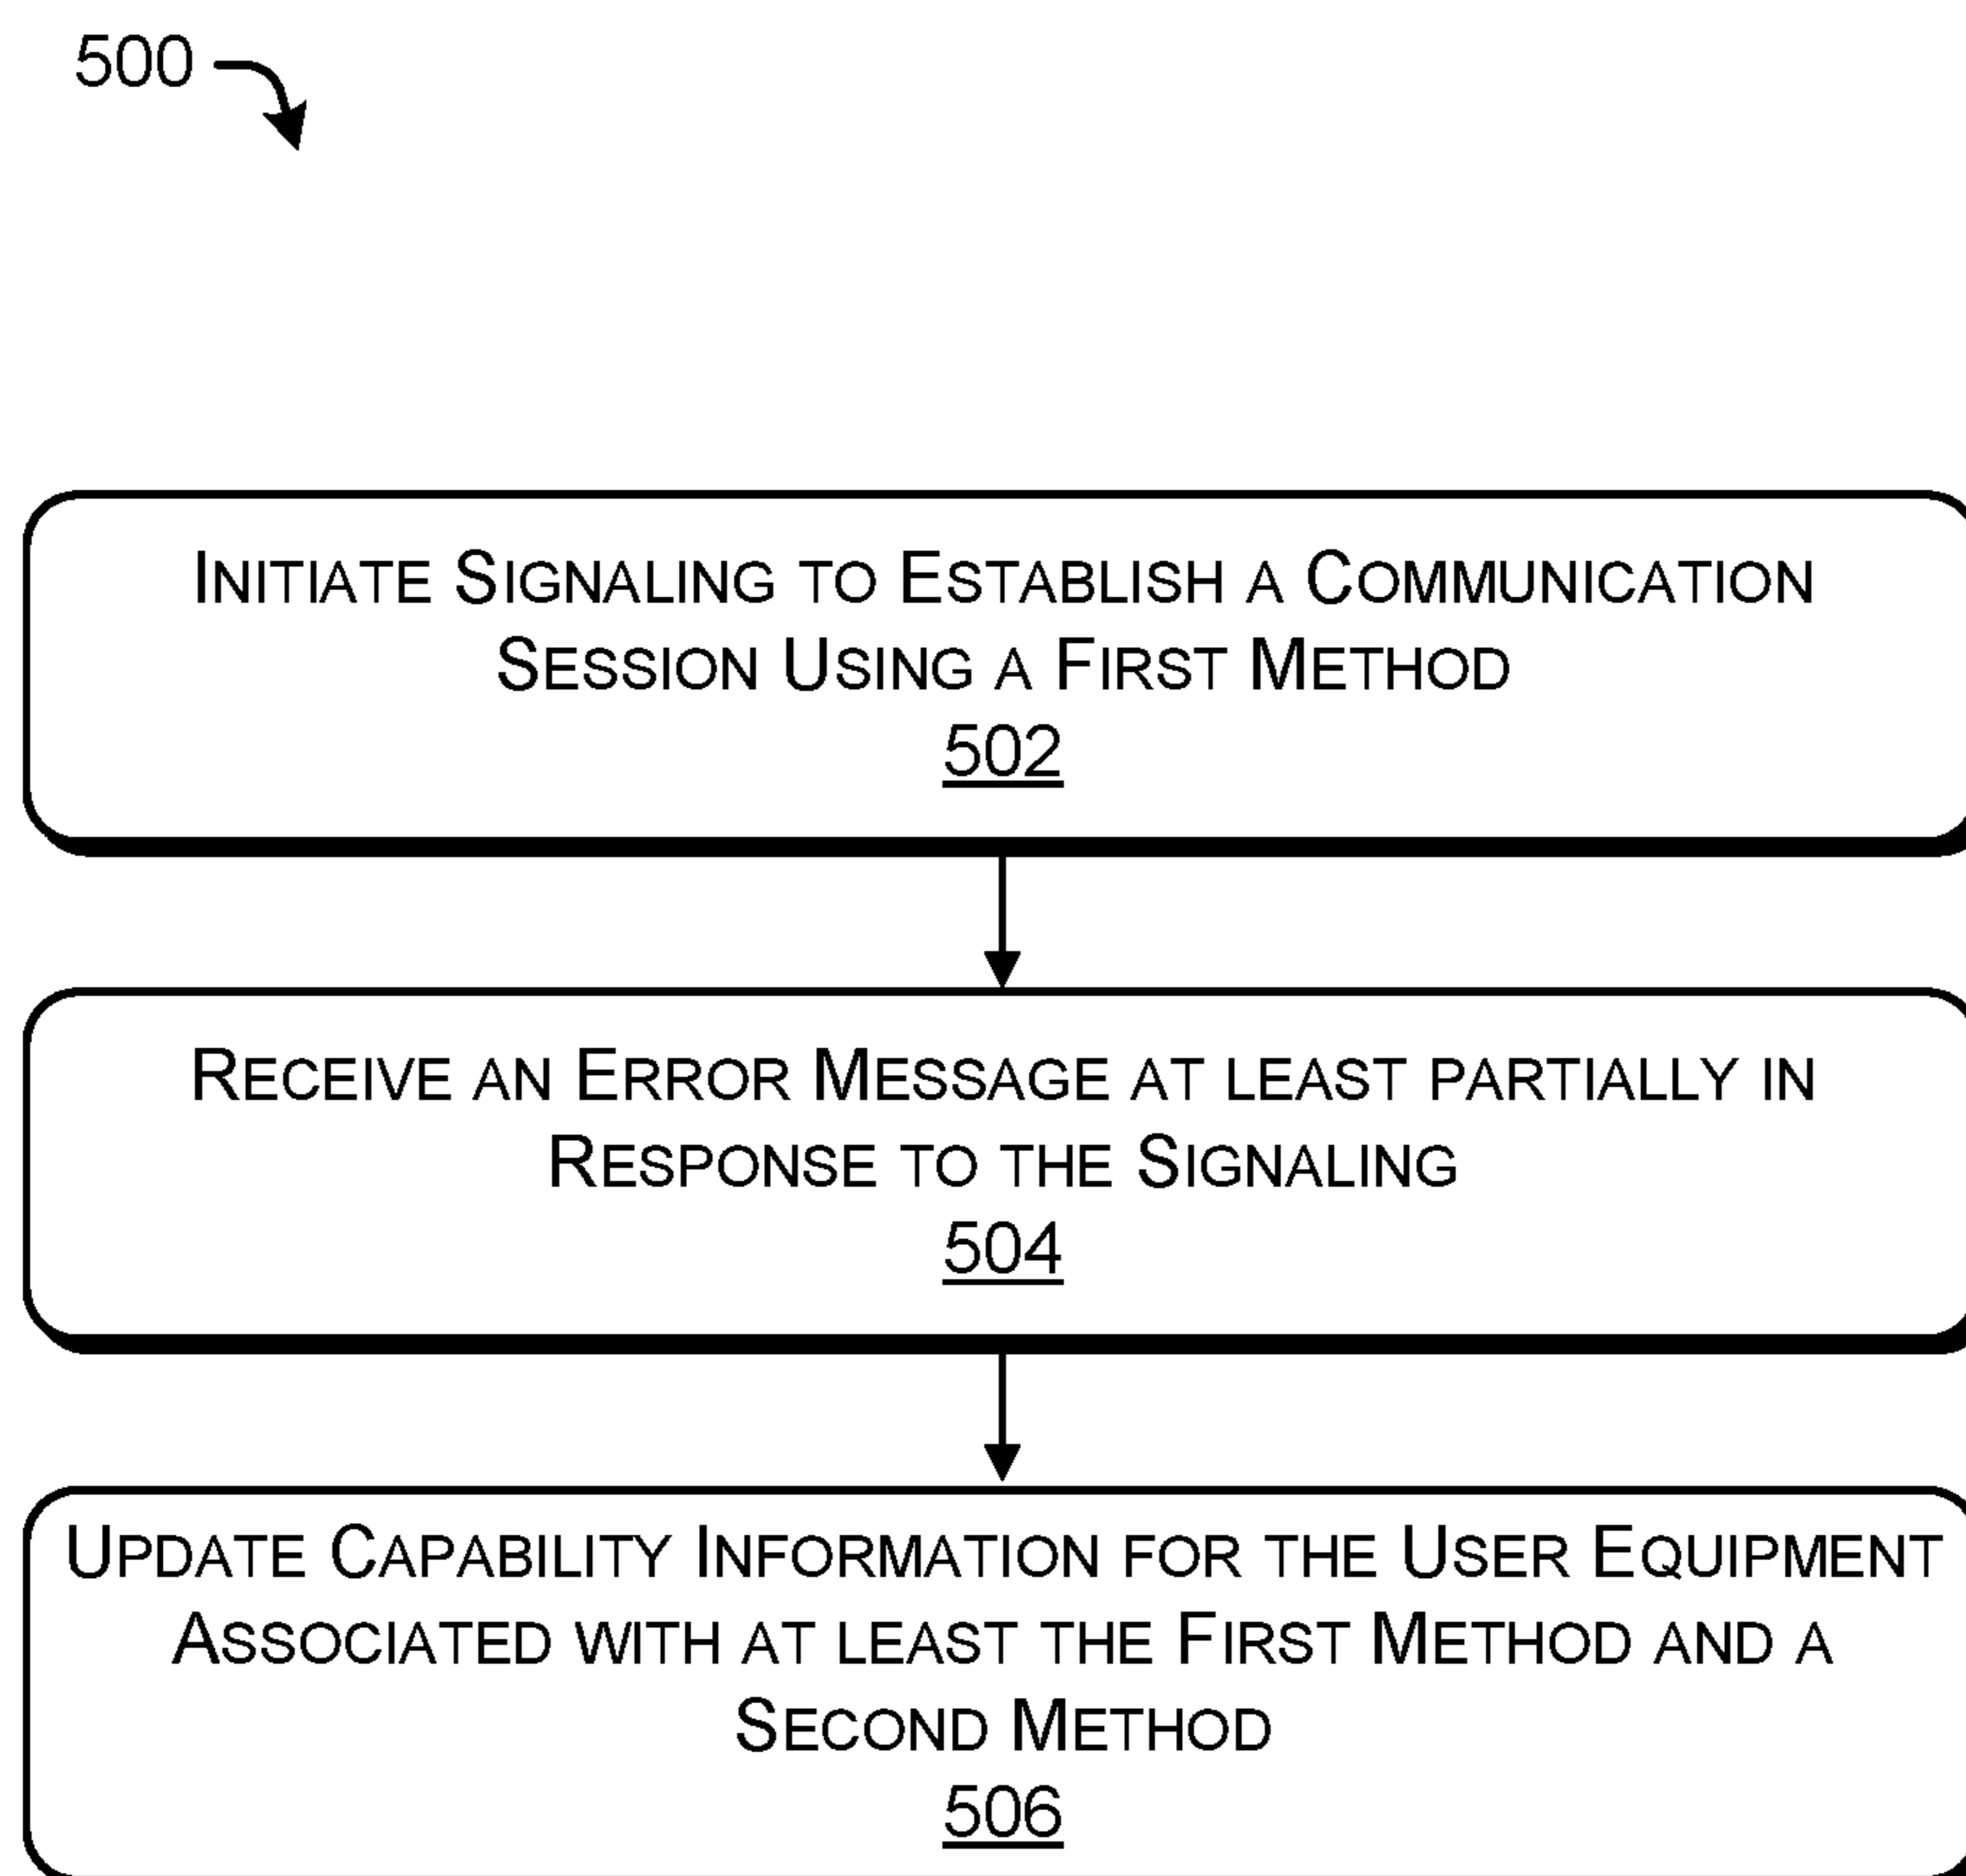 500
Initiate Signaling to Establish a Communication
Session Using a First Method
502
Receive an Error Message at least partially in
Response to the Signaling
504
Update Capability Information for the User Equipment
Associated with at least the First Method and a
Second Method
506